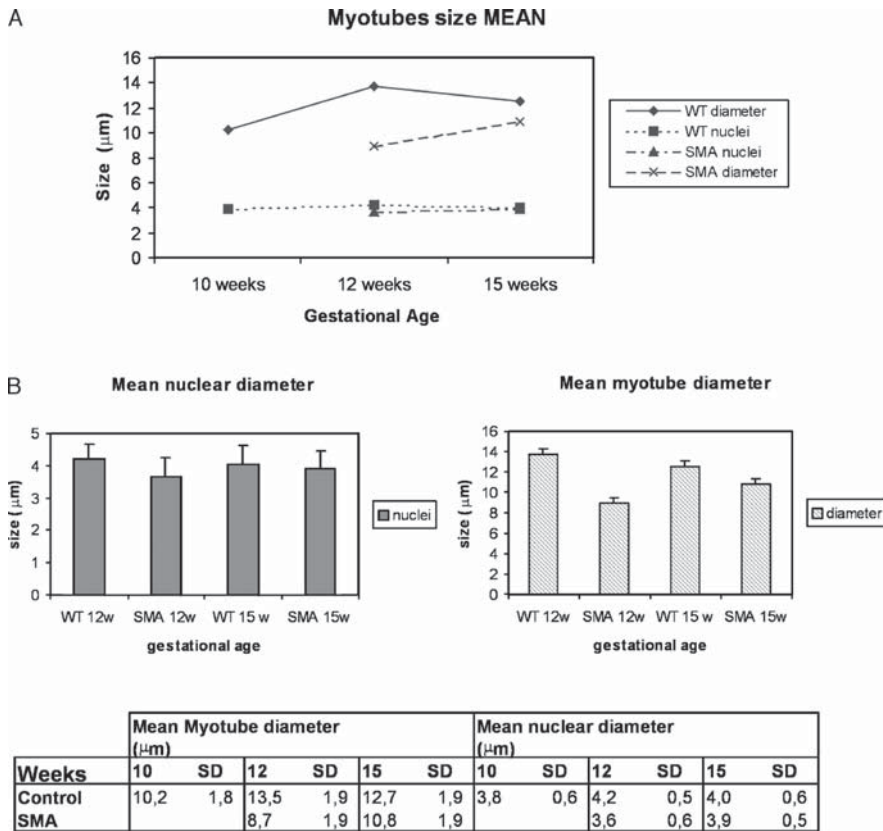 A
Myotubes size MEAN
16
14
12
10
8
6
4
2
0
Size (μm)
10 weeks 12 weeks 15 weeks
Gestational Age
WT diameter
WT nuclei
SMA nuclei
SMA diameter
B
Mean nuclear diameter
5
4
3
2
1
0
size (μm)
WT 12w SMA 12w WT 15 w SMA 15w
gestational age
nuclei
Mean myotube diameter
16
14
12
10
8
6
4
2
0
size (μm)
WT 12w SMA 12w WT 15 w SMA 15w
gestational age
diameter
Mean Myotube diameter (μm) Mean nuclear diameter (μm)
Weeks 10 SD 12 SD 15 SD 10 SD 12 SD 15 SD
Control 10,2 1,8 13,5 1,9 12,7 1,9 3,8 0,6 4,2 0,5 4,0 0,6
SMA 8,7 1,9 10,8 1,9 3,6 0,6 3,9 0,5